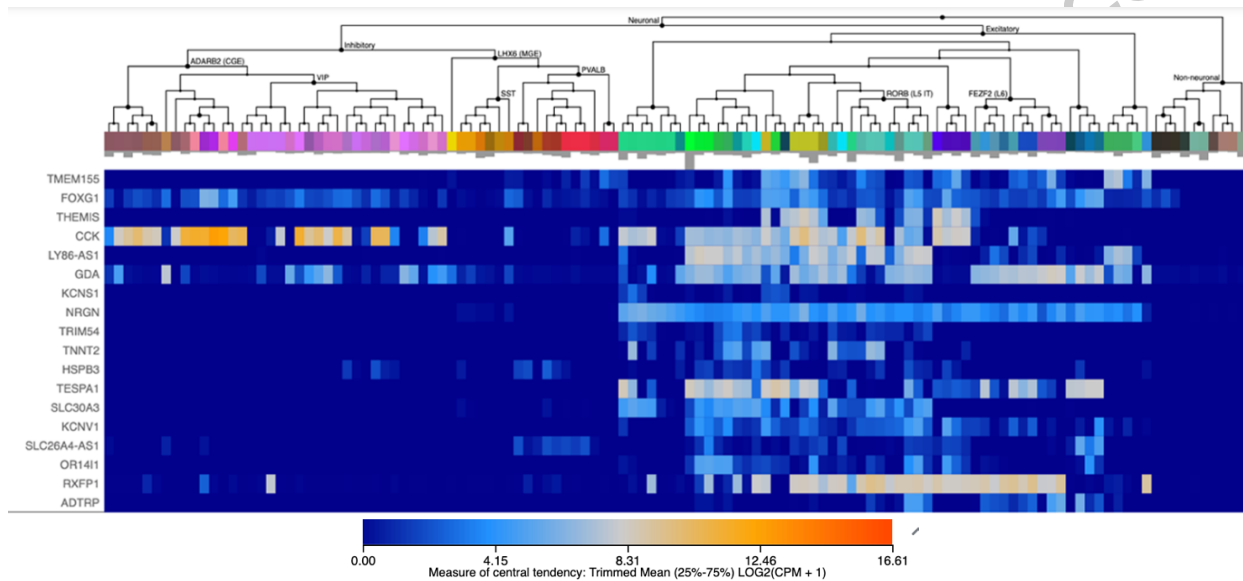 Neuronal
Excitatory
Inhibitory
LHX6 (MGE)
ADARB2 (CGE)
PVALB
VIP
Non-neuronal
SST
RORB (L5 IT)
FEZF2 (L6)
TMEM155
FOXG1
THEMIS
CCK
LY86-AS1
GDA
KCNS1
NRGN
TRIM54
TNNT2
HSPB3
TESPA1
SLC30A3
KCNV1
SLC26A4-AS1
OR14I1
RXFP1
ADTRP
0.00 4.15 8.31 12.46 16.61
Measure of central tendency: Trimmed Mean (25%-75%) LOG2(CPM + 1)